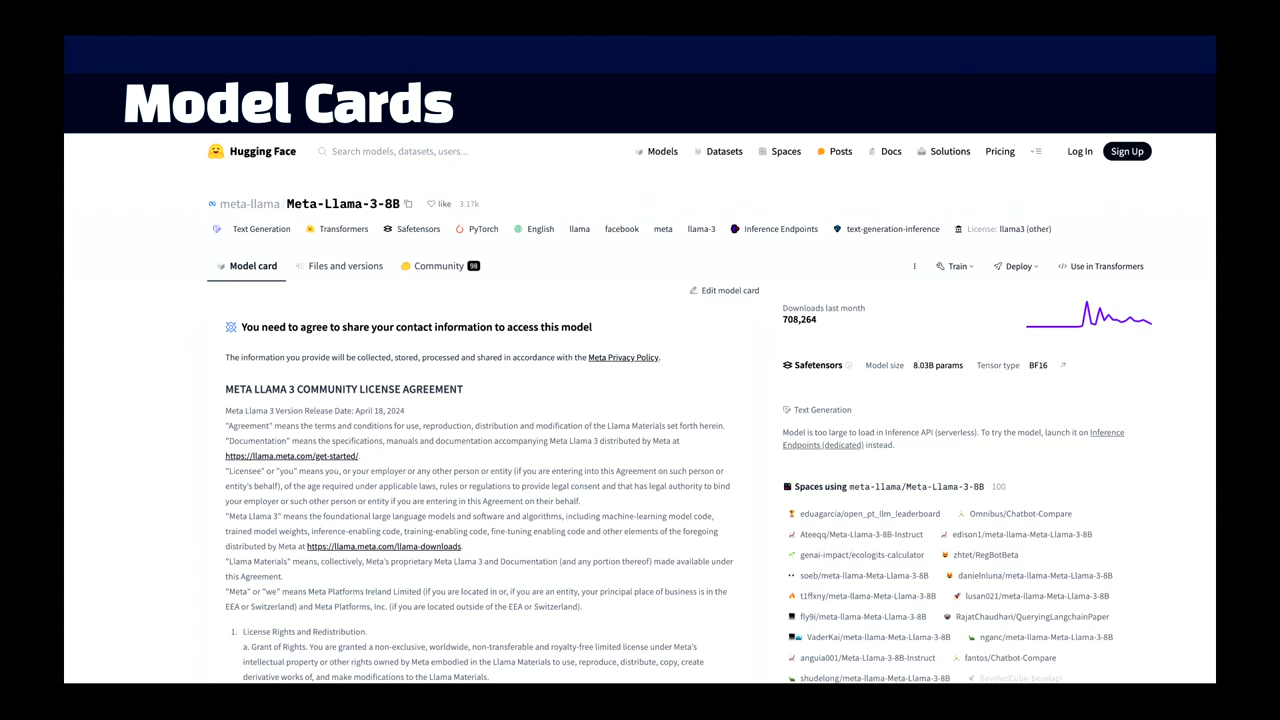 Model Cards
Hugging Face
Search models, datasets, users...
Models
Datasets
Spaces
Posts
Docs
Solutions
Pricing
Log In
Sign Up
meta-llama/Meta-Llama-3-8B
like 3.17k
Text Generation
Transformers
Safetensors
PyTorch
English
llama
facebook
meta
llama-3
Inference Endpoints
text-generation-inference
License: llama3 (other)
Model card
Files and versions
Community 98
Train
Deploy
Use in Transformers
Edit model card
You need to agree to share your contact information to access this model
The information you provide will be collected, stored, processed and shared in accordance with the Meta Privacy Policy.
META LLAMA 3 COMMUNITY LICENSE AGREEMENT
Meta Llama 3 Version Release Date: April 18, 2024
"Agreement" means the terms and conditions for use, reproduction, distribution and modification of the Llama Materials set forth herein.
"Documentation" means the specifications, manuals and documentation accompanying Meta Llama 3 distributed by Meta at
https://llama.meta.com/get-started/.
"Licensee" or "you" means you, or your employer or any other person or entity (if you are entering into this Agreement on such person or
entity's behalf), of the age required under applicable laws, rules or regulations to provide legal consent and that has legal authority to bind
your employer or such other person or entity if you are entering in this Agreement on their behalf.
"Meta Llama 3" means the foundational large language models and software and algorithms, including machine-learning model code,
trained model weights, inference-enabling code, training-enabling code, fine-tuning enabling code and other elements of the foregoing
distributed by Meta at https://llama.meta.com/llama-downloads.
"Llama Materials" means, collectively, Meta's proprietary Meta Llama 3 and Documentation (and any portion thereof) made available under
this Agreement.
"Meta" or "we" means Meta Platforms Ireland Limited (if you are located in or, if you are an entity, your principal place of business is in the
EEA or Switzerland) and Meta Platforms, Inc. (if you are located outside of the EEA or Switzerland).
1. License Rights and Redistribution.
a. Grant of Rights. You are granted a non-exclusive, worldwide, non-transferable and royalty-free limited license under Meta's
intellectual property or other rights owned by Meta embodied in the Llama Materials to use, reproduce, distribute, copy, create
derivative works of, and make modifications to the Llama Materials.
Downloads last month
708,264
Safetensors
Model size 8.03B params
Tensor type BF16
Text Generation
Model is too large to load in Inference API (serverless). To try the model, launch it on Inference
Endpoints (dedicated) instead.
Spaces using meta-llama/Meta-Llama-3-8B 100
eduagarcia/open_pt_llm_leaderboard
Omnibus/Chatbot-Compare
Ateeqq/Meta-Llama-3-8B-Instruct
edison1/meta-llama-Meta-Llama-3-8B
genai-impact/ecologits-calculator
zhtet/RegBotBeta
soeb/meta-llama-Meta-Llama-3-8B
danielnluna/meta-llama-Meta-Llama-3-8B
t1ffxny/meta-llama-Meta-Llama-3-8B
lusan021/meta-llama-Meta-Llama-3-8B
fly9i/meta-llama-Meta-Llama-3-8B
RajatChaudhari/QueryingLangchainPaper
VaderKai/meta-llama-Meta-Llama-3-8B
nganc/meta-llama-Meta-Llama-3-8B
anguia001/Meta-Llama-3-8B-Instruct
fantos/Chatbot-Compare
shudelong/meta-llama-Meta-Llama-3-8B